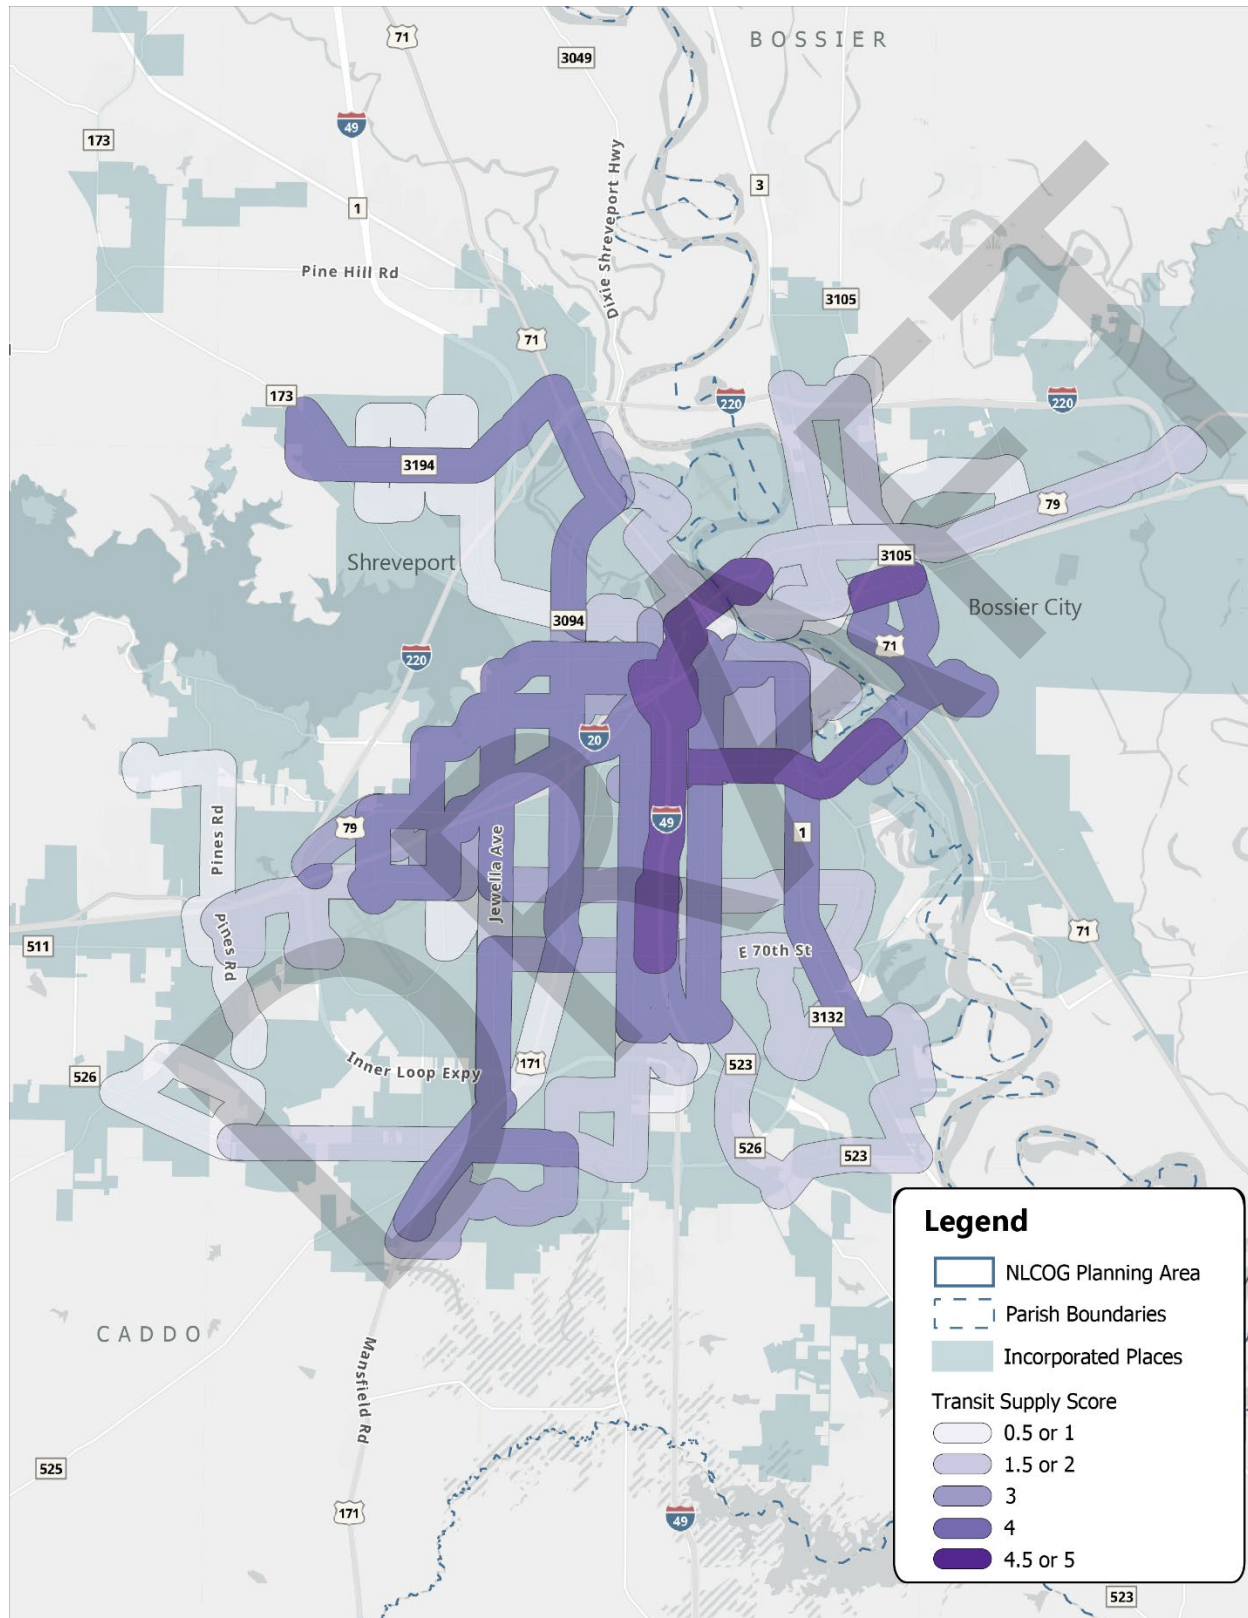 71
BOSSIER
3049
49
173
3
1
Dixie Shreveport Hwy
Pine Hill Rd
3105
71
173
220
220
3194
79
Shreveport
3105
Bossier City
3094
71
220
20
Pines Rd
79
49
1
Jewella Ave
511
Pines Rd
E 70th St
71
3132
526
Inner Loop Expy
171
523
526
523
CADDO
Mansfield Rd
525
171
49
523
DRAFT
Legend
NLCOG Planning Area
Parish Boundaries
Incorporated Places
Transit Supply Score
0.5 or 1
1.5 or 2
3
4
4.5 or 5